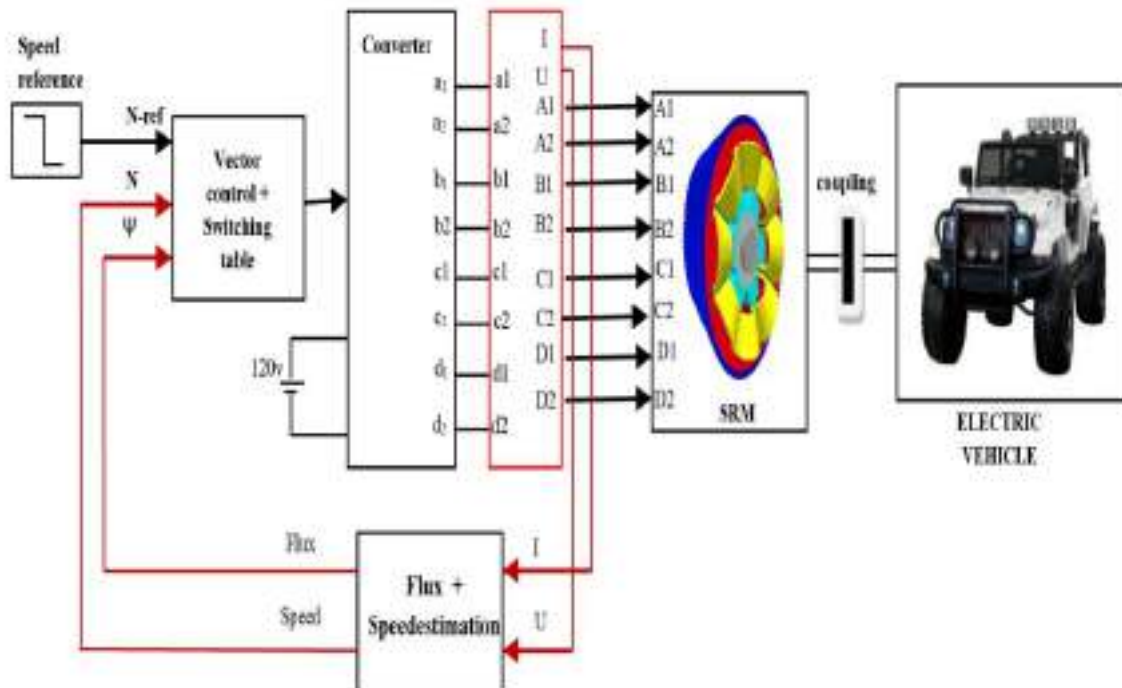 Speed
reference
N-ref
N
Ψ
Vector
control +
Switching
table
Converter
a₁
a₂
b₁
b2
c1
c₂
d₁
d₂
120v
I
U
a1
a2
b1
b2
c1
c2
d1
d2
A1
A2
B1
B2
C1
C2
D1
D2
A1
A2
B1
B2
C1
C2
D1
D2
SRM
coupling
ELECTRIC
VEHICLE
Flux
Speed
Flux +
Speedestimation
I
U